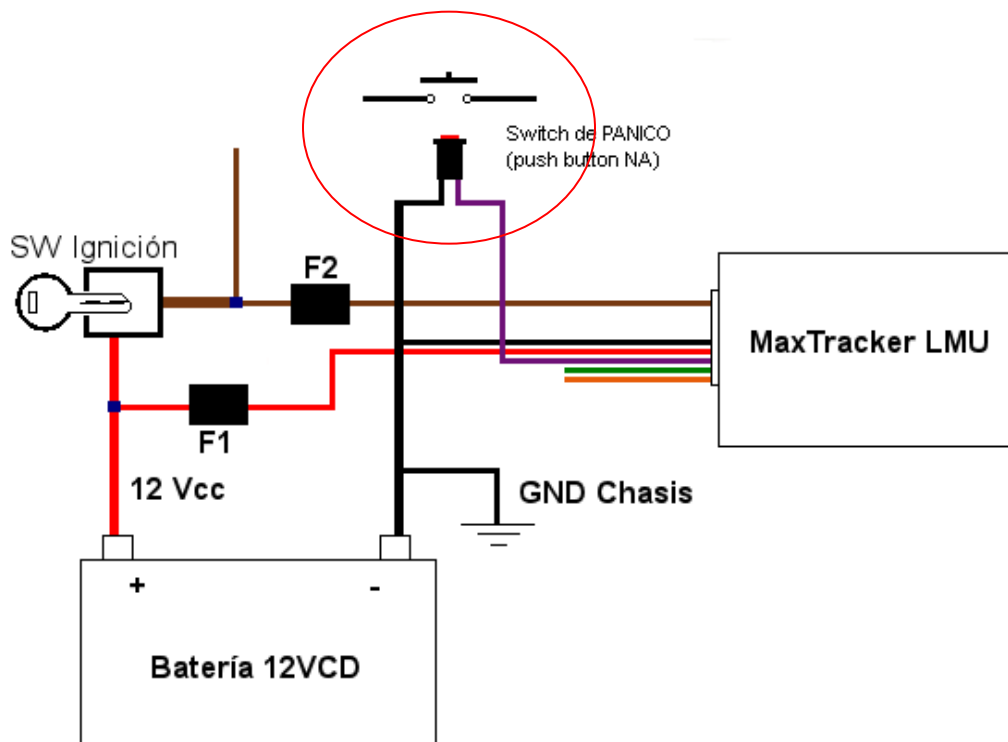 Switch de PANICO
(push button NA)
SW Ignición
F2
MaxTracker LMU
F1
12 Vcc
GND Chasis
+
-
Batería 12VCD